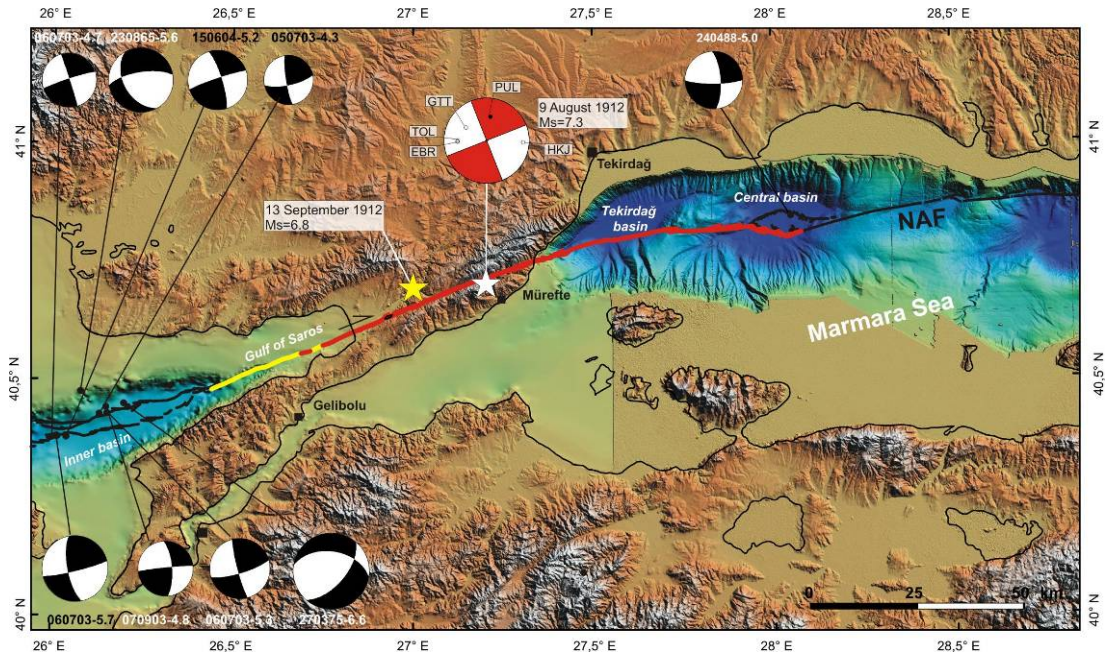 26° E
26,5° E
27° E
27,5° E
28° E
28,5° E
060703-4.7
230865-5.6
150604-5.2
050703-4.3
240488-5.0
PUL
GTT
TOL
EBR
HKJ
9 August 1912
Ms=7.3
41° N
41° N
Tekirdağ
13 September 1912
Ms=6.8
Tekirdağ
basin
Central basin
NAF
Mürefte
Marmara Sea
Gulf of Saros
40,5° N
40,5° N
Gelibolu
Inner basin
0
25
50 km
40° N
40° N
060703-5.7
070903-4.8
060703-5.3
270375-6.6
26° E
26,5° E
27° E
27,5° E
28° E
28,5° E